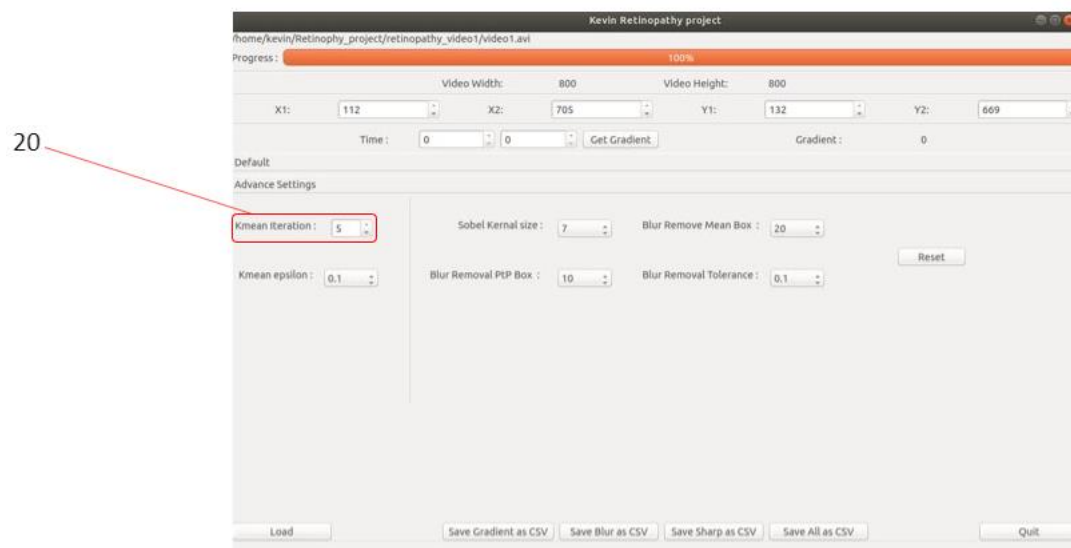 Kevin Retinopathy project
/home/kevin/Retinophy_project/retinopathy_video1/video1.avi
Progress : 100%
Video Width: 800 Video Height: 800
X1: 112 X2: 705 Y1: 132 Y2: 669
20
Time : 0 0 Get Gradient Gradient : 0
Default
Advance Settings
Kmean Iteration : 5 Sobel Kernal size : 7 Blur Remove Mean Box : 20
Reset
Kmean epsilon : 0.1 Blur Removal PtP Box : 10 Blur Removal Tolerance : 0.1
Load Save Gradient as CSV Save Blur as CSV Save Sharp as CSV Save All as CSV Quit